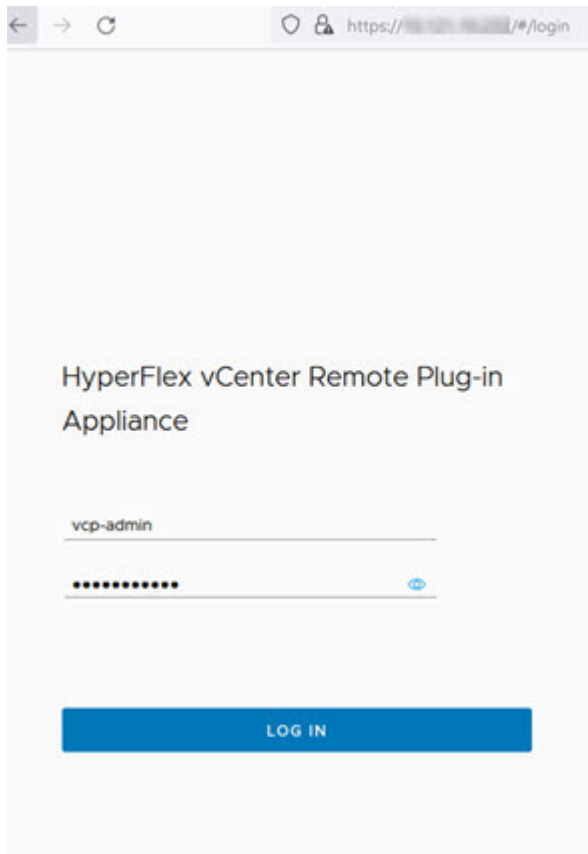 https:// /#/login
HyperFlex vCenter Remote Plug-in
Appliance
vcp-admin
•••••••••••
LOG IN